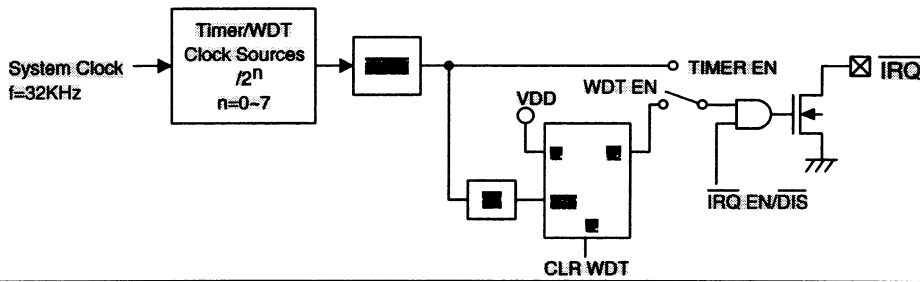 System Clock
f=32KHz
Timer/WDT
Clock Sources
/2ⁿ
n=0~7
VDD
TIMER EN
WDT EN
IRQ
IRQ EN/DIS
CLR WDT